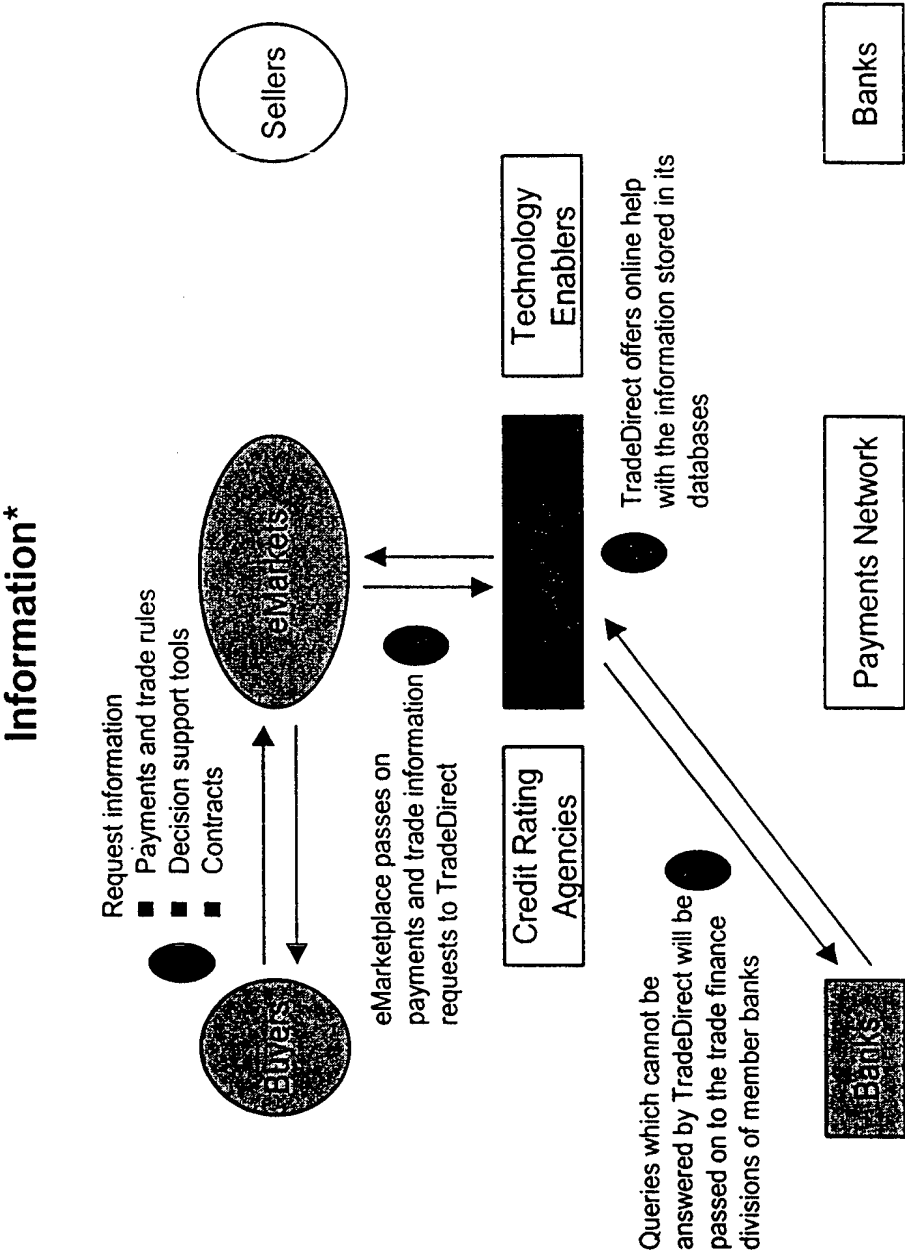 Information*
Request information
■ Payments and trade rules
■ Decision support tools
■ Contracts
Buyers
eMarkets
Sellers
eMarketplace passes on
payments and trade information
requests to TradeDirect
Credit Rating
Agencies
Technology
Enablers
TradeDirect offers online help
with the information stored in its
databases
Queries which cannot be
answered by TradeDirect will be
passed on to the trade finance
divisions of member banks
Banks
Payments Network
Banks